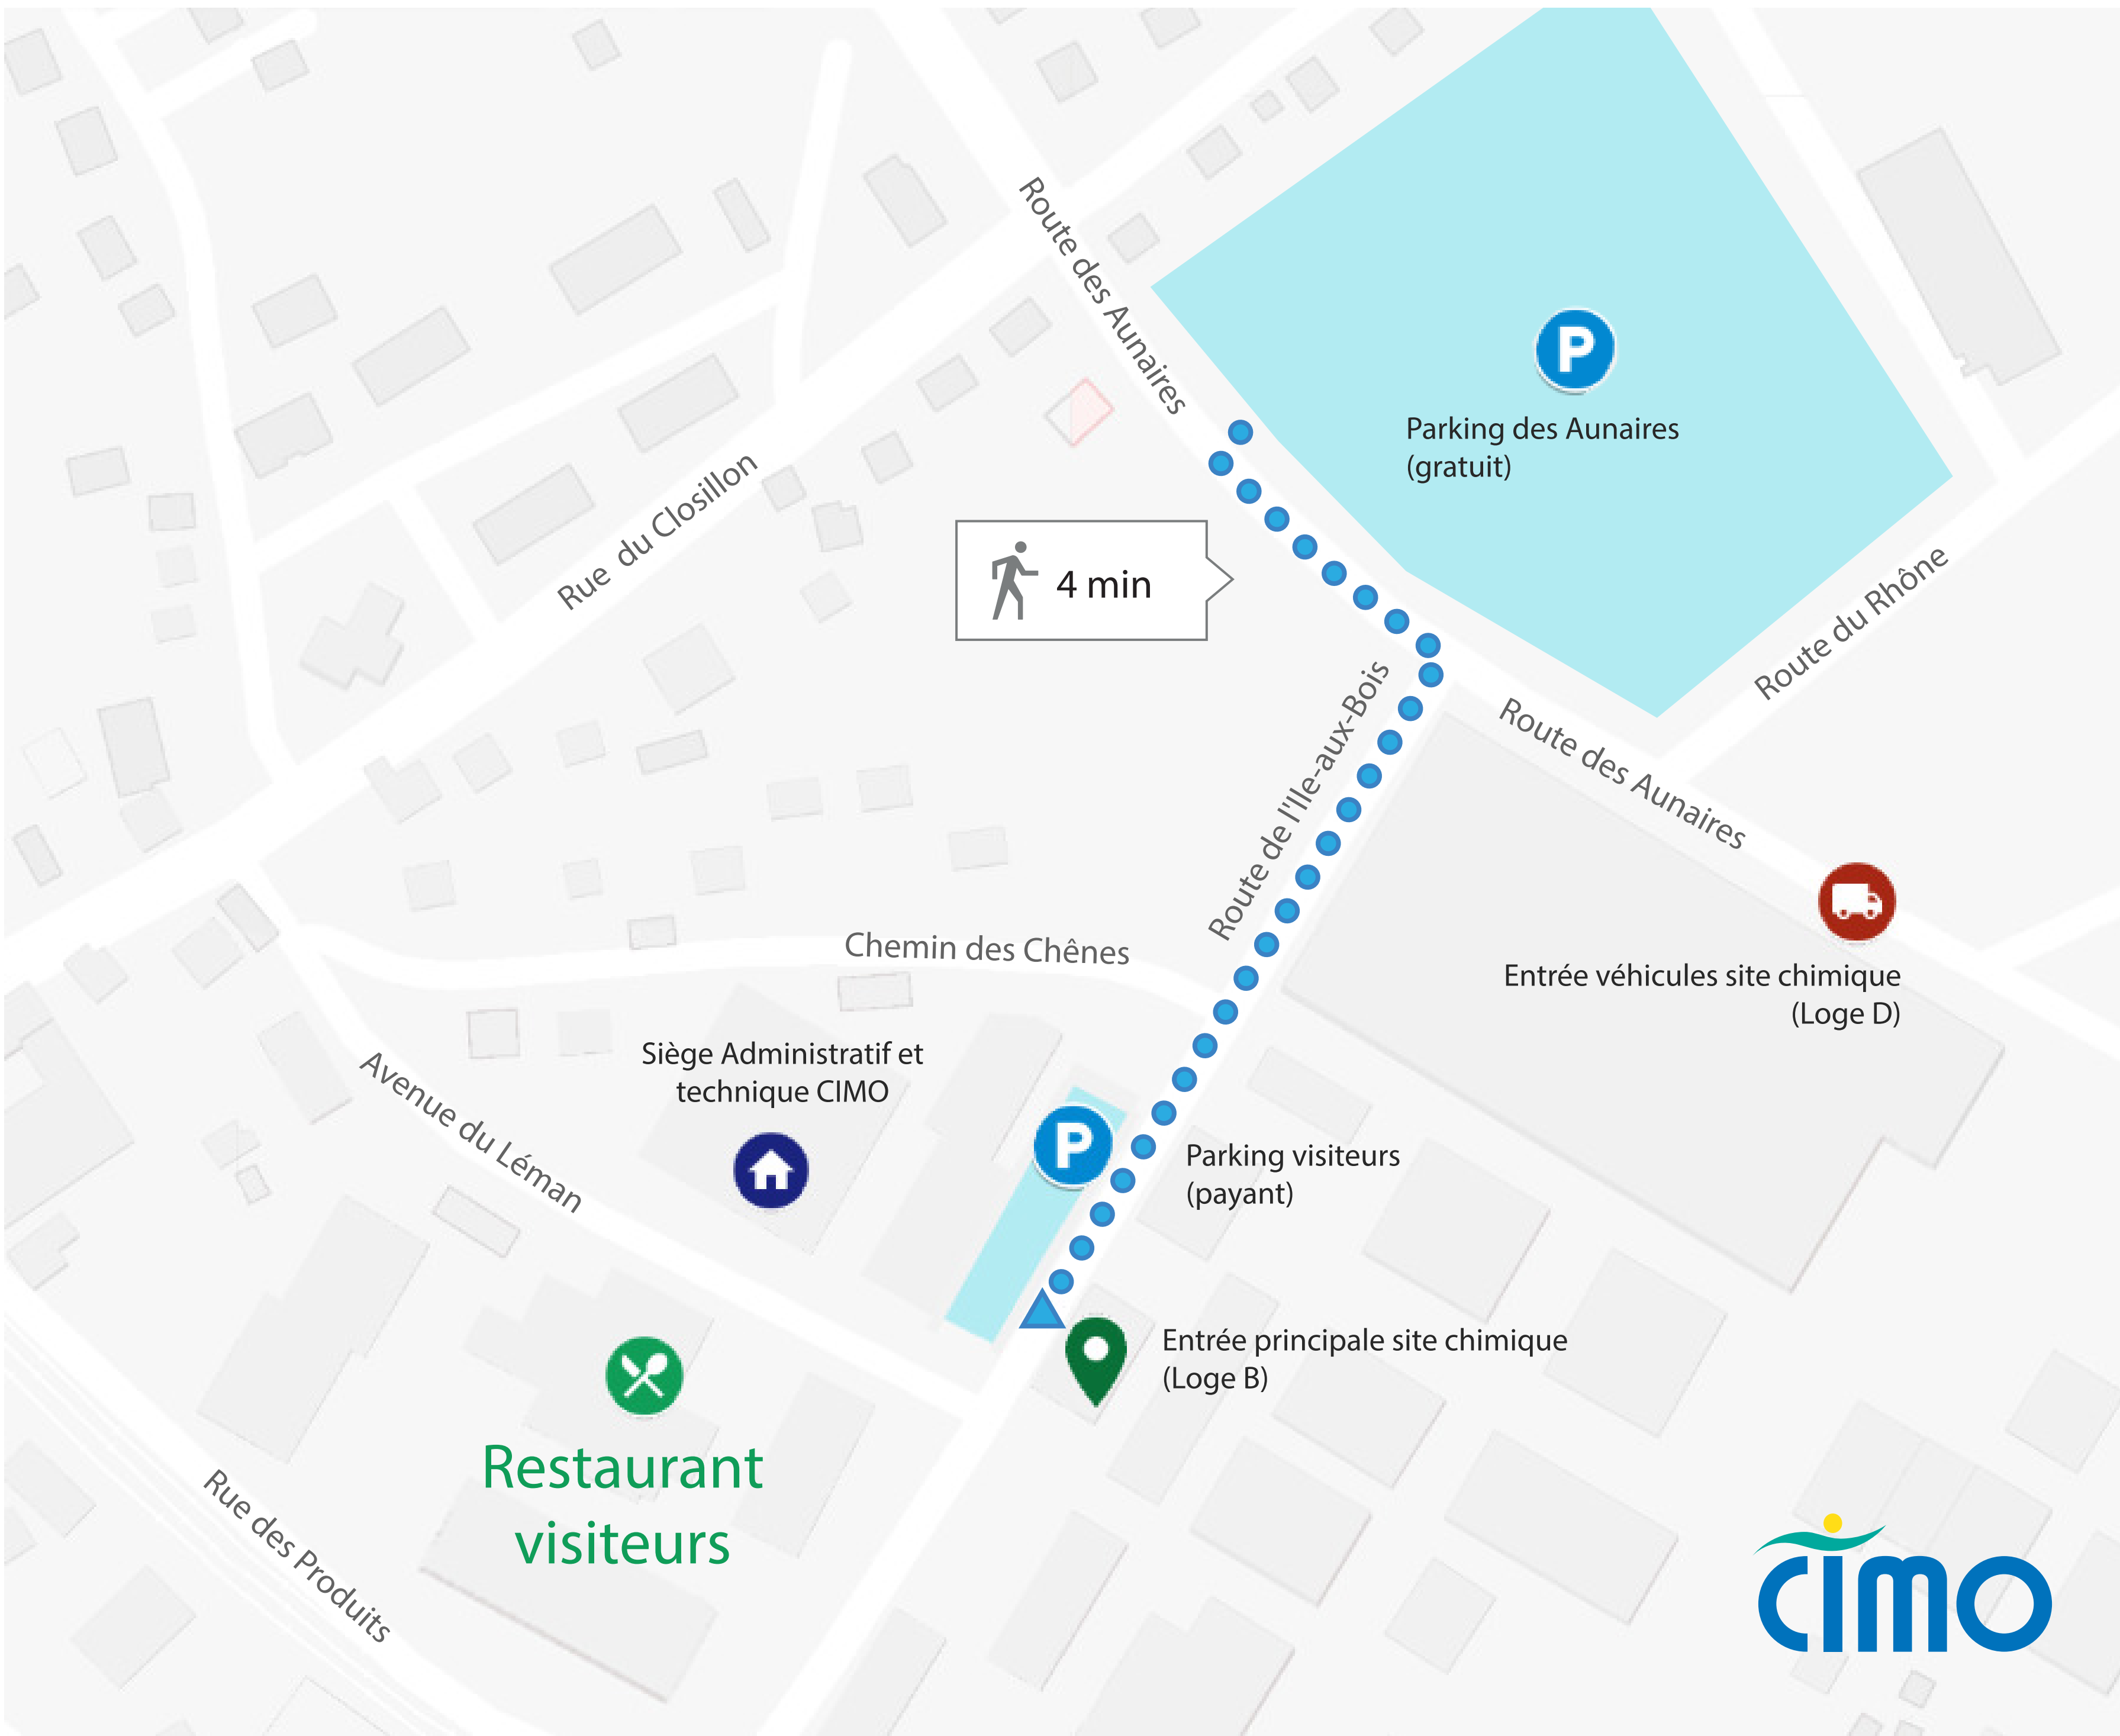 Route des Aunaires
P
Parking des Aunaires
(gratuit)
Rue du Closillon
4 min
Route du Rhône
Route de l'Ile-aux-Bois
Route des Aunaires
Chemin des Chênes
Entrée véhicules site chimique
(Loge D)
Siège Administratif et
technique CIMO
Avenue du Léman
P
Parking visiteurs
(payant)
Entrée principale site chimique
(Loge B)
Restaurant
visiteurs
Rue des Produits
CIMO